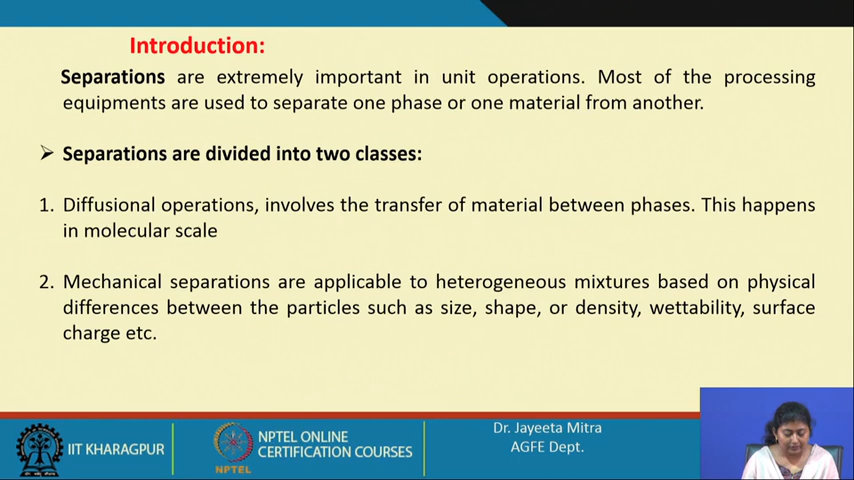 Introduction:
Separations are extremely important in unit operations. Most of the processing
equipments are used to separate one phase or one material from another.
➢ Separations are divided into two classes:
1. Diffusional operations, involves the transfer of material between phases. This happens
in molecular scale
2. Mechanical separations are applicable to heterogeneous mixtures based on physical
differences between the particles such as size, shape, or density, wettability, surface
charge etc.
IIT KHARAGPUR
NPTEL
NPTEL ONLINE
CERTIFICATION COURSES
Dr. Jayeeta Mitra
AGFE Dept.